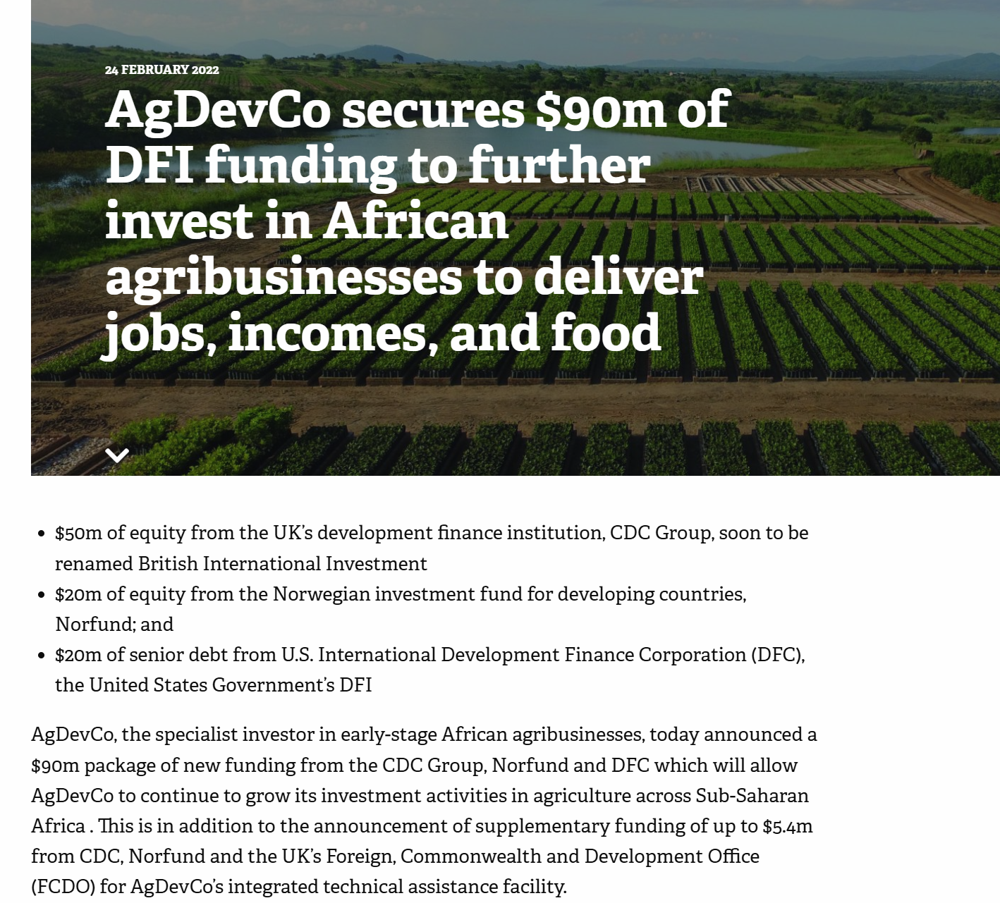 24 FEBRUARY 2022
AgDevCo secures $90m of
DFI funding to further
invest in African
agribusinesses to deliver
jobs, incomes, and food
• $50m of equity from the UK’s development finance institution, CDC Group, soon to be
renamed British International Investment
• $20m of equity from the Norwegian investment fund for developing countries,
Norfund; and
• $20m of senior debt from U.S. International Development Finance Corporation (DFC),
the United States Government’s DFI
AgDevCo, the specialist investor in early-stage African agribusinesses, today announced a
$90m package of new funding from the CDC Group, Norfund and DFC which will allow
AgDevCo to continue to grow its investment activities in agriculture across Sub-Saharan
Africa . This is in addition to the announcement of supplementary funding of up to $5.4m
from CDC, Norfund and the UK’s Foreign, Commonwealth and Development Office
(FCDO) for AgDevCo’s integrated technical assistance facility.